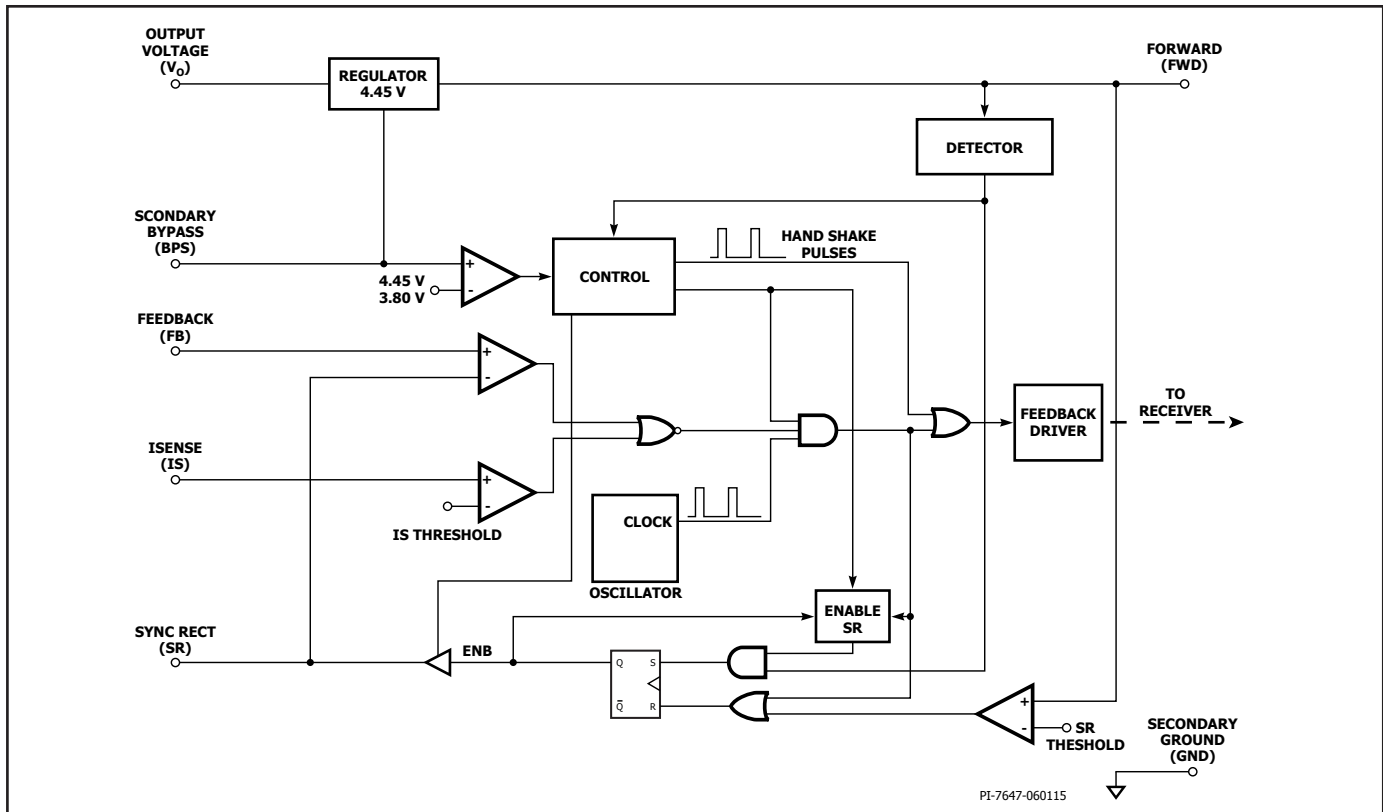 OUTPUT
VOLTAGE
(VO)
REGULATOR
4.45 V
FORWARD
(FWD)
DETECTOR
SCONDARY
BYPASS
(BPS)
HAND SHAKE
PULSES
+
-
4.45 V
3.80 V
CONTROL
FEEDBACK
(FB)
+
-
FEEDBACK
DRIVER
TO
RECEIVER
ISENSE
(IS)
+
-
IS THRESHOLD
CLOCK
OSCILLATOR
ENABLE
SR
SYNC RECT
(SR)
ENB
Q
S
Q
R
+
-
SR
THESHOLD
SECONDARY
GROUND
(GND)
PI-7647-060115